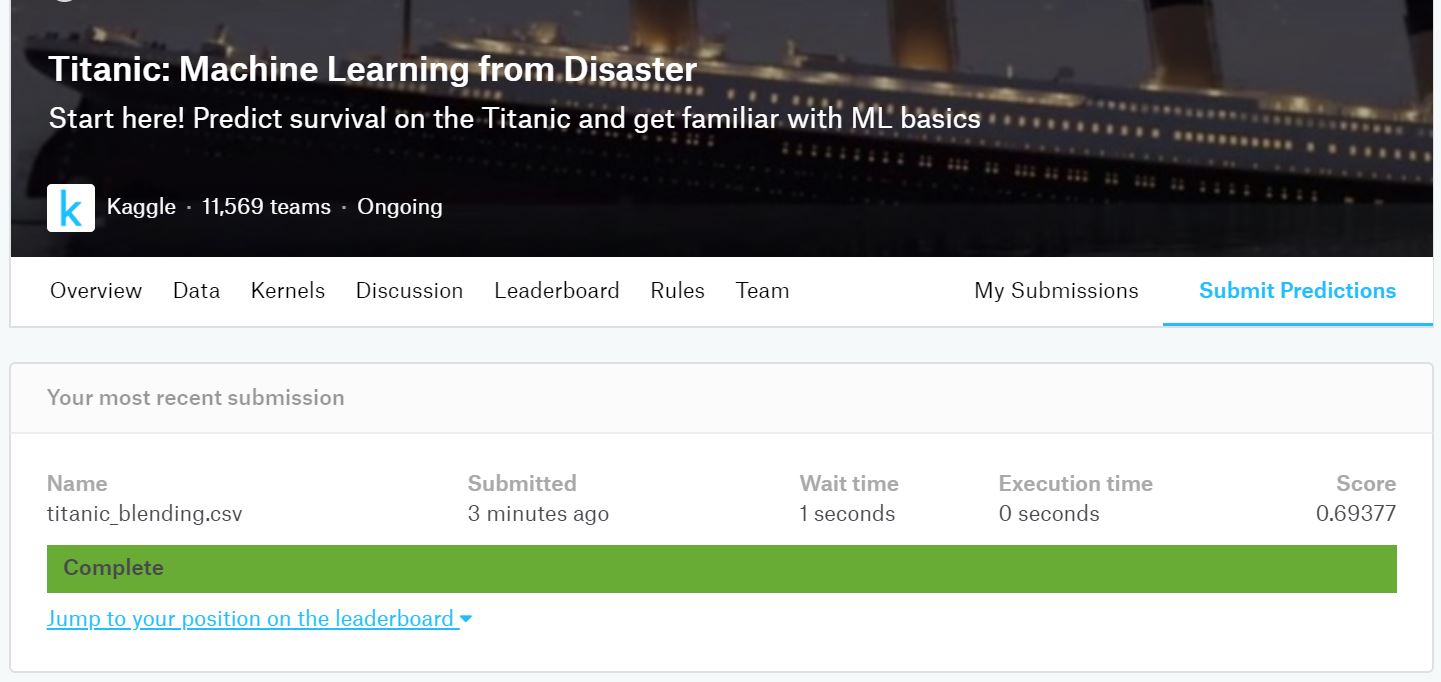 Titanic: Machine Learning from Disaster
Start here! Predict survival on the Titanic and get familiar with ML basics
k Kaggle · 11,569 teams · Ongoing
Overview Data Kernels Discussion Leaderboard Rules Team My Submissions Submit Predictions
Your most recent submission
Name Submitted Wait time Execution time Score
titanic_blending.csv 3 minutes ago 1 seconds 0 seconds 0.69377
Complete
Jump to your position on the leaderboard